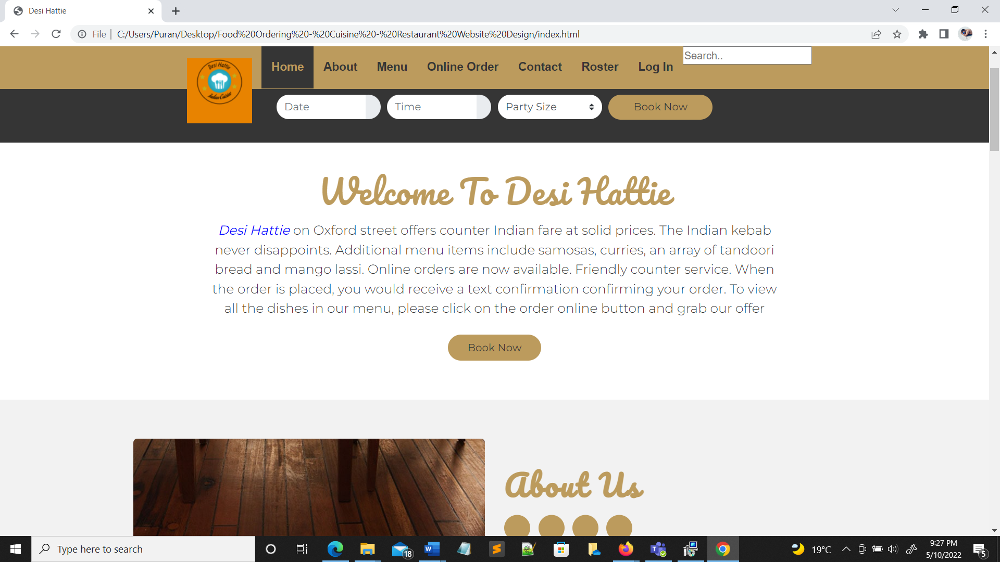 Desi Hattie
File
C:/Users/Puran/Desktop/Food%20Ordering%20-%20Cuisine%20-%20Restaurant%20Website%20Design/index.html
Desi Hattie
Indian Cuisine
Home About Menu Online Order Contact Roster Log In Search..
Date Time Party Size Book Now
Welcome To Desi Hattie
Desi Hattie on Oxford street offers counter Indian fare at solid prices. The Indian kebab
never disappoints. Additional menu items include samosas, curries, an array of tandoori
bread and mango lassi. Online orders are now available. Friendly counter service. When
the order is placed, you would receive a text confirmation confirming your order. To view
all the dishes in our menu, please click on the order online button and grab our offer
Book Now
About Us
Type here to search
18
19°C
9:27 PM
5/10/2022
5